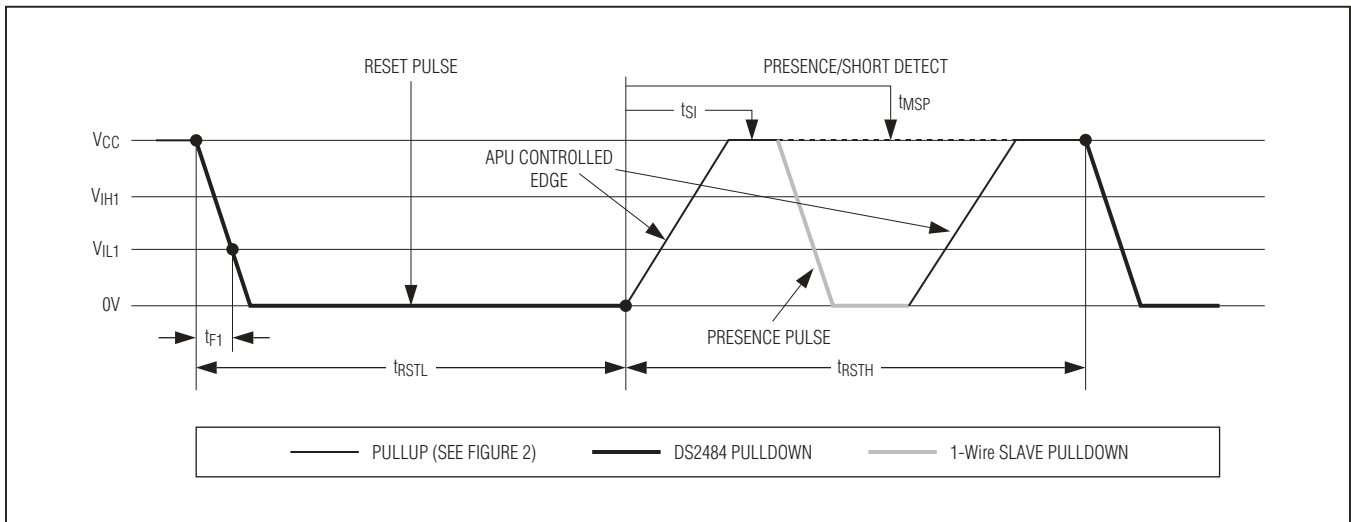 RESET PULSE
PRESENCE/SHORT DETECT
tMSP
tSI
VCC
APU CONTROLLED
EDGE
VIH1
VIL1
0V
tF1
PRESENCE PULSE
tRSTL
tRSTH
PULLUP (SEE FIGURE 2)
DS2484 PULLDOWN
1-Wire SLAVE PULLDOWN